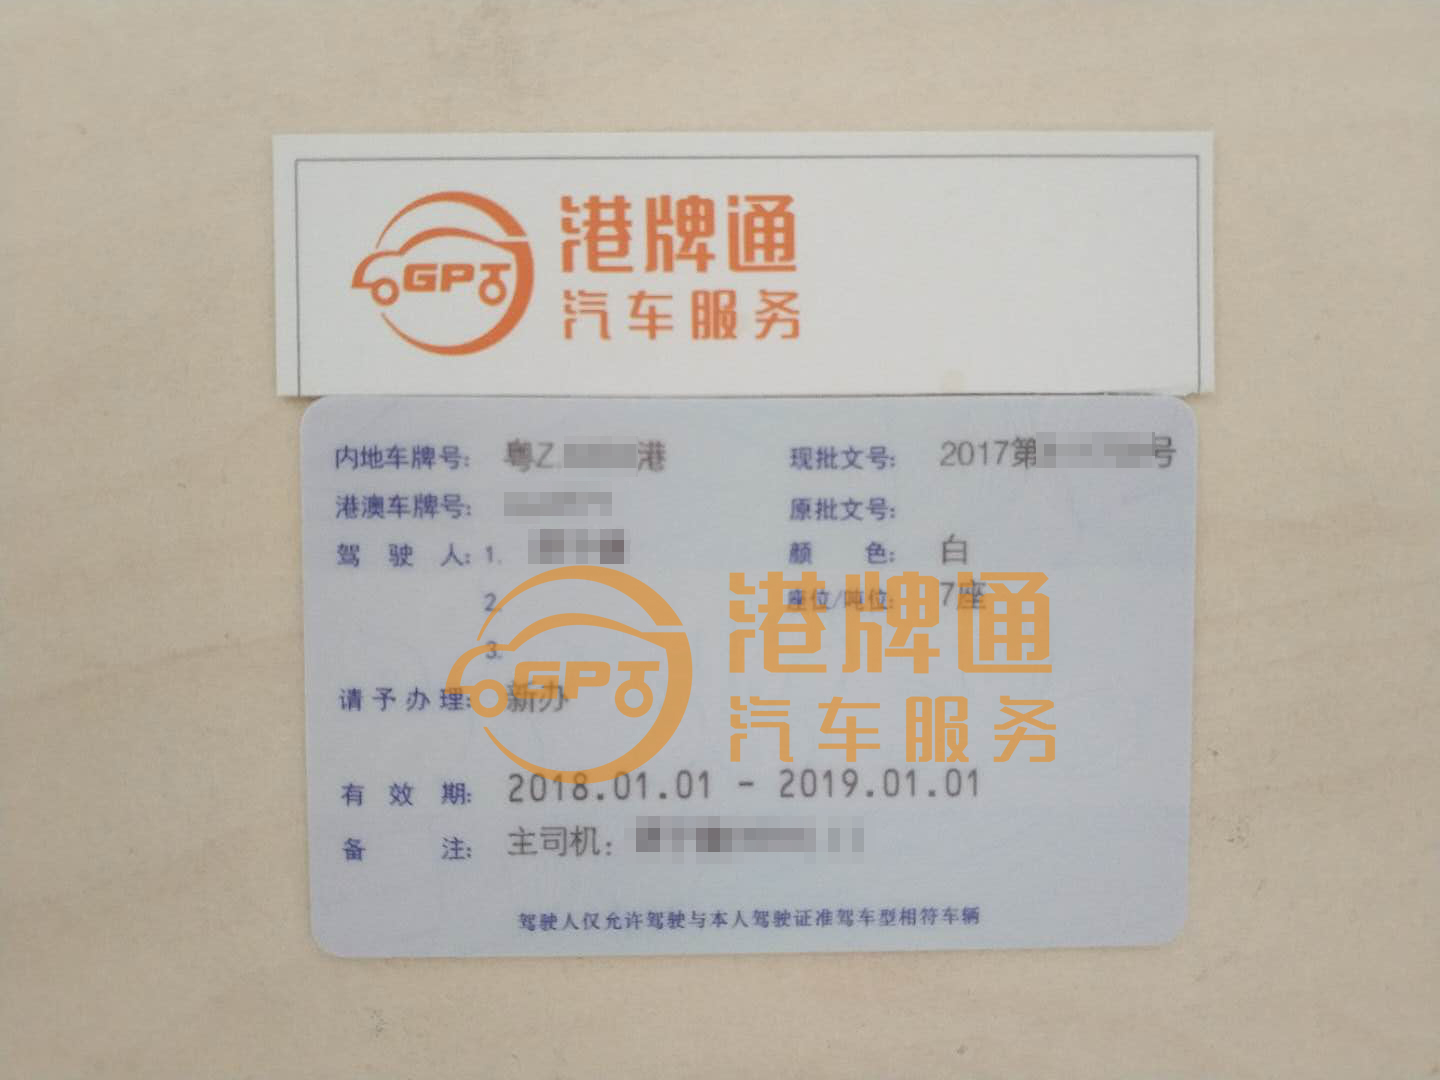 GPT
港牌通
汽车服务
内地车牌号: 粤Z 港
现批文号: 2017第 号
港澳车牌号:
原批文号:
驾驶人: 1.
颜色: 白
2.
座位/吨位: 7座
3.
GPT
港牌通
汽车服务
请予办理: 新办
有效期: 2018.01.01 - 2019.01.01
备注: 主司机:
驾驶人仅允许驾驶与本人驾驶证准驾车型相符车辆